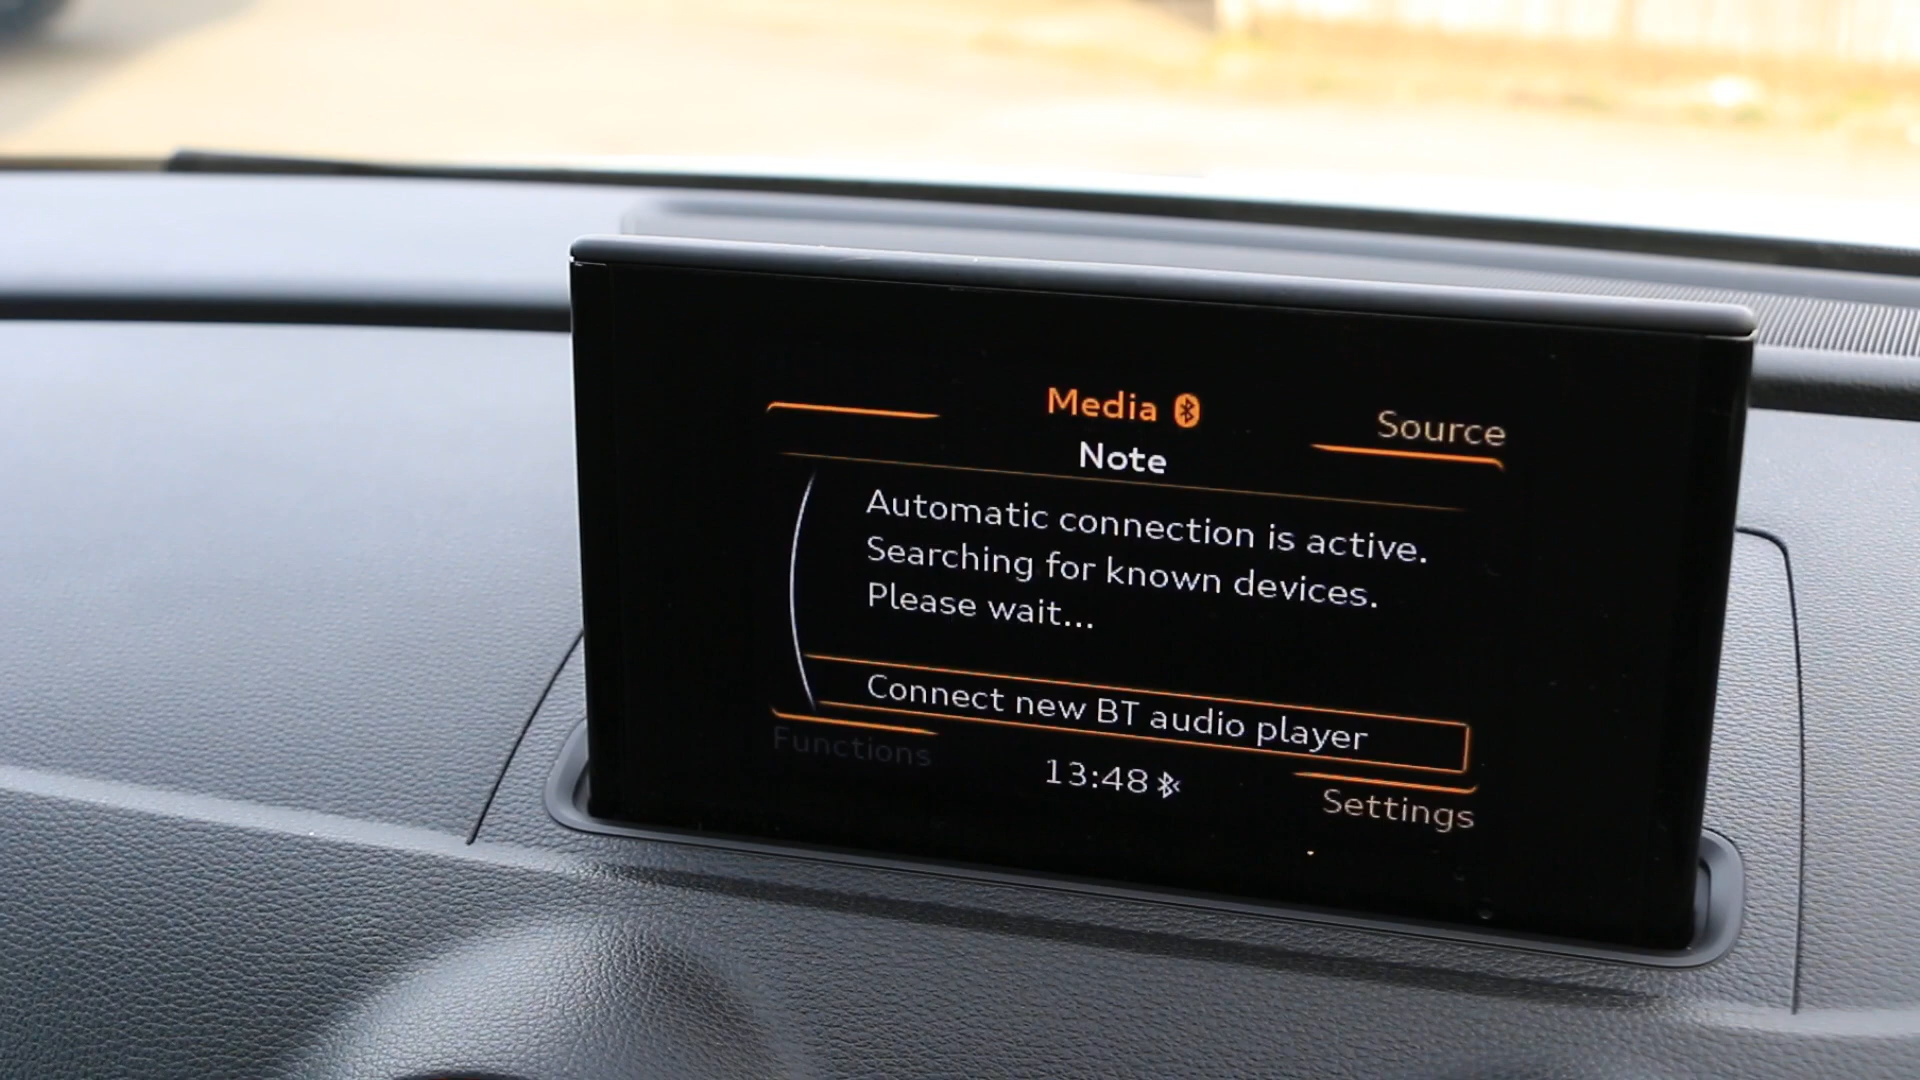 Media
Source
Note
Automatic connection is active.
Searching for known devices.
Please wait...
Connect new BT audio player
Functions
13:48
Settings